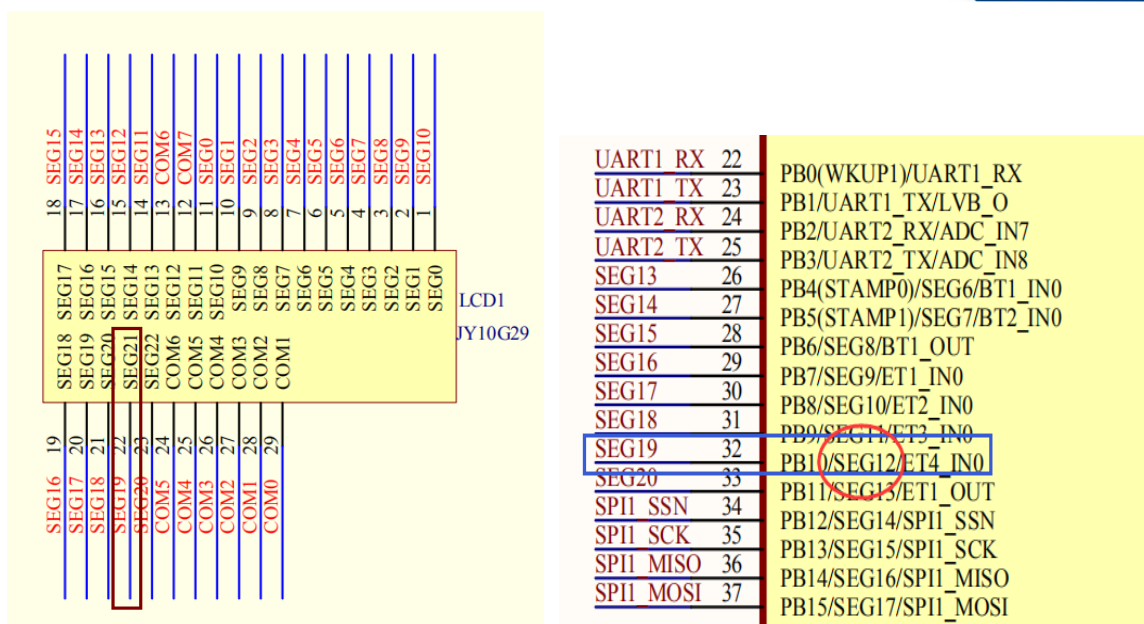 18 SEG15
17 SEG14
16 SEG13
15 SEG12
14 SEG11
13 COM6
12 COM7
11 SEG0
10 SEG1
9 SEG2
8 SEG3
7 SEG4
6 SEG5
5 SEG6
4 SEG7
3 SEG8
2 SEG9
1 SEG10
SEG17
SEG16
SEG15
SEG14
SEG13
SEG12
SEG11
SEG10
SEG9
SEG8
SEG7
SEG6
SEG5
SEG4
SEG3
SEG2
SEG1
SEG0
LCD1
JY10G29
SEG18
SEG19
SEG20
SEG21
SEG22
COM6
COM5
COM4
COM3
COM2
COM1
SEG16 19
SEG17 20
SEG18 21
SEG19 22
SEG20 23
COM5 24
COM4 25
COM3 26
COM2 27
COM1 28
COM0 29
UART1_RX 22 PB0(WKUP1)/UART1_RX
UART1_TX 23 PB1/UART1_TX/LVB_O
UART2_RX 24 PB2/UART2_RX/ADC_IN7
UART2_TX 25 PB3/UART2_TX/ADC_IN8
SEG13 26 PB4(STAMP0)/SEG6/BT1_IN0
SEG14 27 PB5(STAMP1)/SEG7/BT2_IN0
SEG15 28 PB6/SEG8/BT1_OUT
SEG16 29 PB7/SEG9/ET1_IN0
SEG17 30 PB8/SEG10/ET2_IN0
SEG18 31 PB9/SEG11/ET3_IN0
SEG19 32 PB10/SEG12/ET4_IN0
SEG20 33 PB11/SEG13/ET1_OUT
SPI1_SSN 34 PB12/SEG14/SPI1_SSN
SPI1_SCK 35 PB13/SEG15/SPI1_SCK
SPI1_MISO 36 PB14/SEG16/SPI1_MISO
SPI1_MOSI 37 PB15/SEG17/SPI1_MOSI